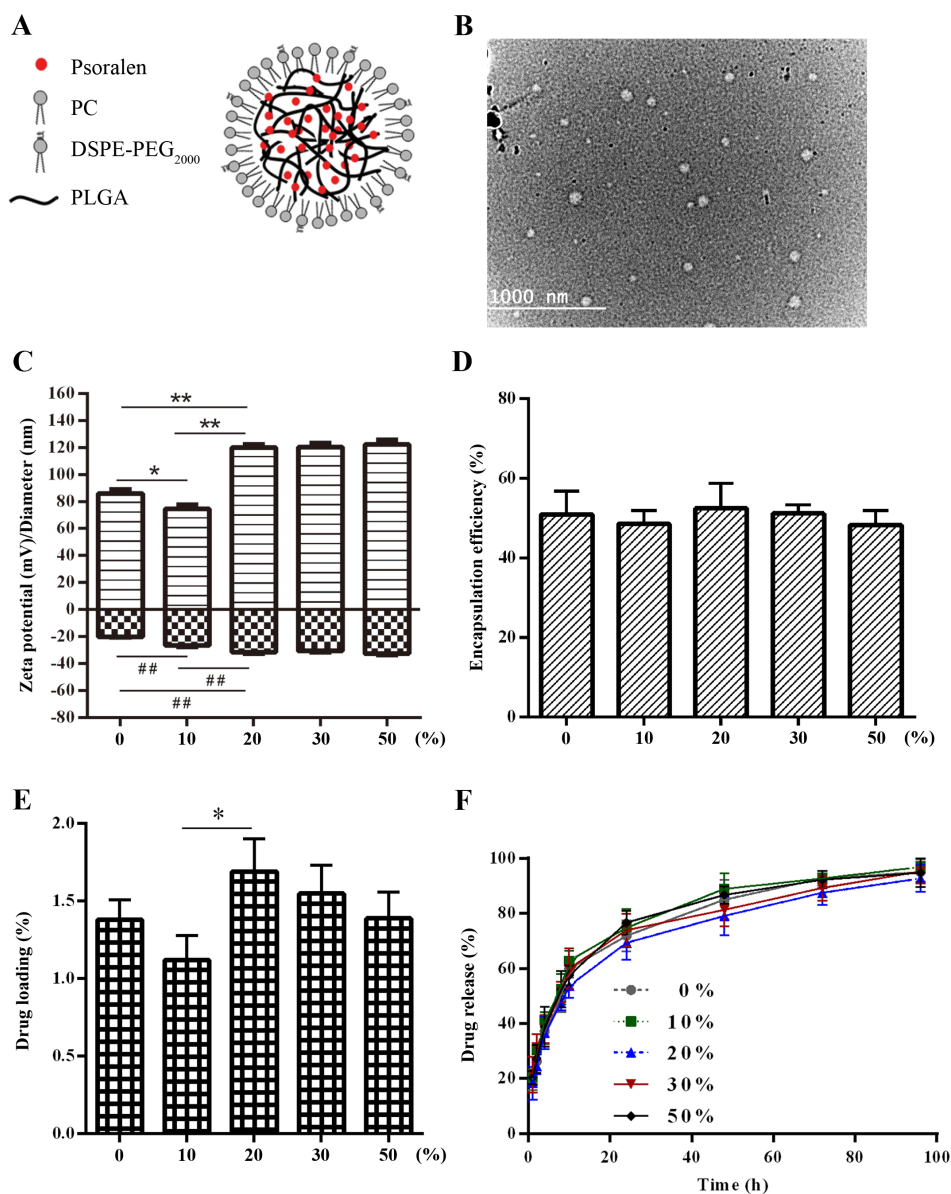 A
Psoralen
PC
DSPE-PEG2000
PLGA
B
1000 nm
C
Zeta potential (mV)/Diameter (nm)
160
140
120
100
80
60
40
20
0
-20
-40
-60
-80
**
**
*
##
##
##
0 10 20 30 50 (%)
D
Encapsulation efficiency (%)
80
60
40
20
0
0 10 20 30 50 (%)
E
Drug loading (%)
2.0
1.5
1.0
0.5
0.0
*
0 10 20 30 50 (%)
F
Drug release (%)
100
80
60
40
20
0
0%
10%
20%
30%
50%
0 20 40 60 80 100
Time (h)